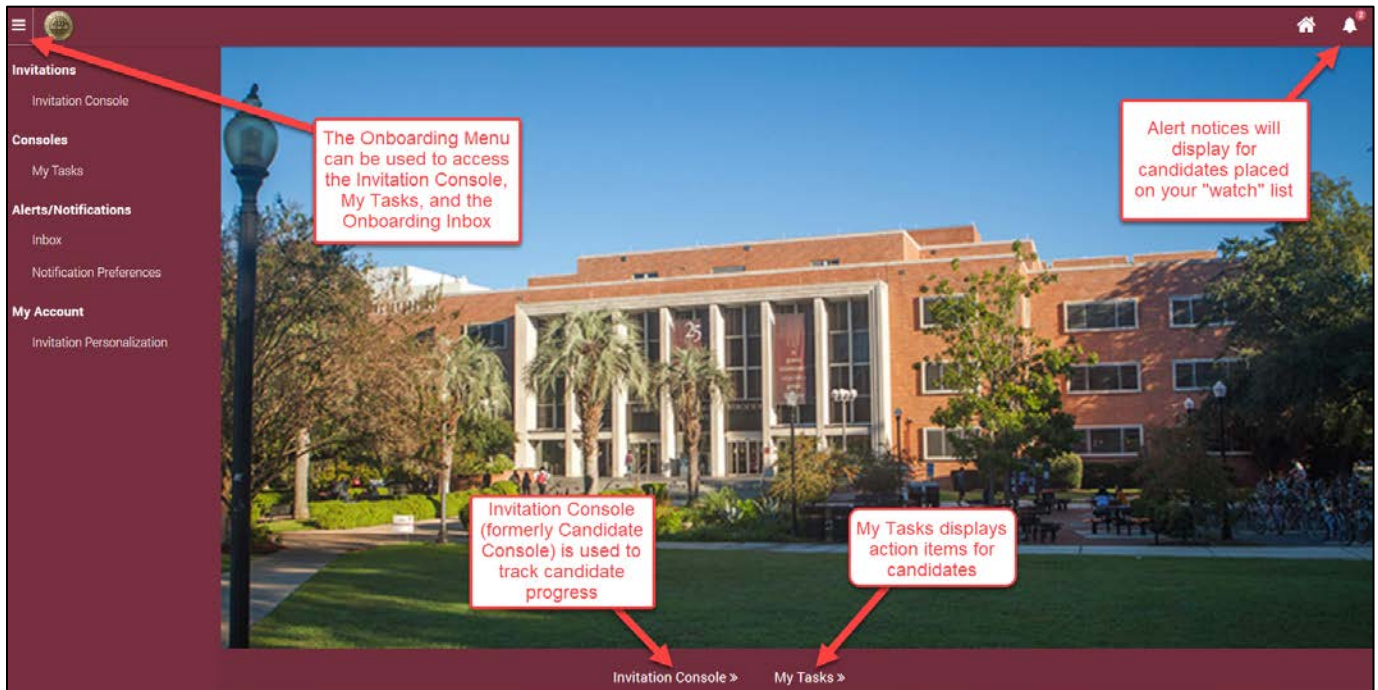 2
Invitations
Invitation Console
Consoles
My Tasks
Alerts/Notifications
Inbox
Notification Preferences
My Account
Invitation Personalization
The Onboarding Menu
can be used to access
the Invitation Console,
My Tasks, and the
Onboarding Inbox
Alert notices will
display for
candidates placed
on your "watch" list
25
Invitation Console
(formerly Candidate
Console) is used to
track candidate
progress
My Tasks displays
action items for
candidates
Invitation Console »
My Tasks »